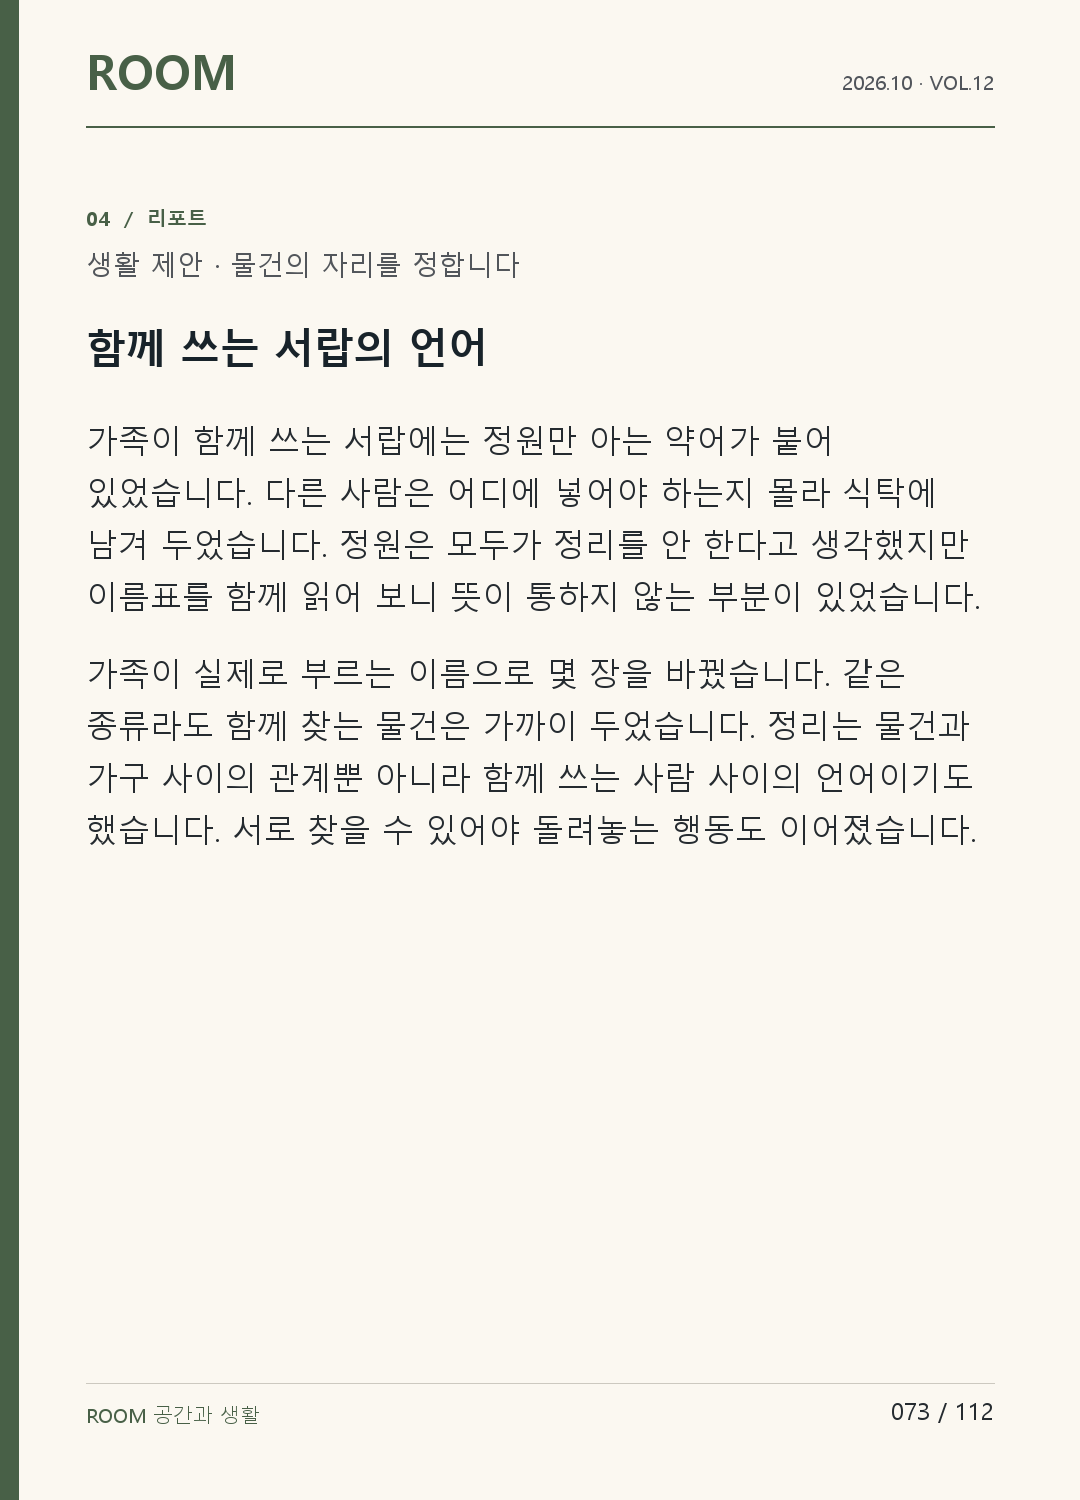 ROOM
2026.10 · VOL.12
04 / 리포트
생활 제안 · 물건의 자리를 정합니다
함께 쓰는 서랍의 언어
가족이 함께 쓰는 서랍에는 정원만 아는 약어가 붙어
있었습니다. 다른 사람은 어디에 넣어야 하는지 몰라 식탁에
남겨 두었습니다. 정원은 모두가 정리를 안 한다고 생각했지만
이름표를 함께 읽어 보니 뜻이 통하지 않는 부분이 있었습니다.
가족이 실제로 부르는 이름으로 몇 장을 바꿨습니다. 같은
종류라도 함께 찾는 물건은 가까이 두었습니다. 정리는 물건과
가구 사이의 관계뿐 아니라 함께 쓰는 사람 사이의 언어이기도
했습니다. 서로 찾을 수 있어야 돌려놓는 행동도 이어졌습니다.
ROOM 공간과 생활
073 / 112